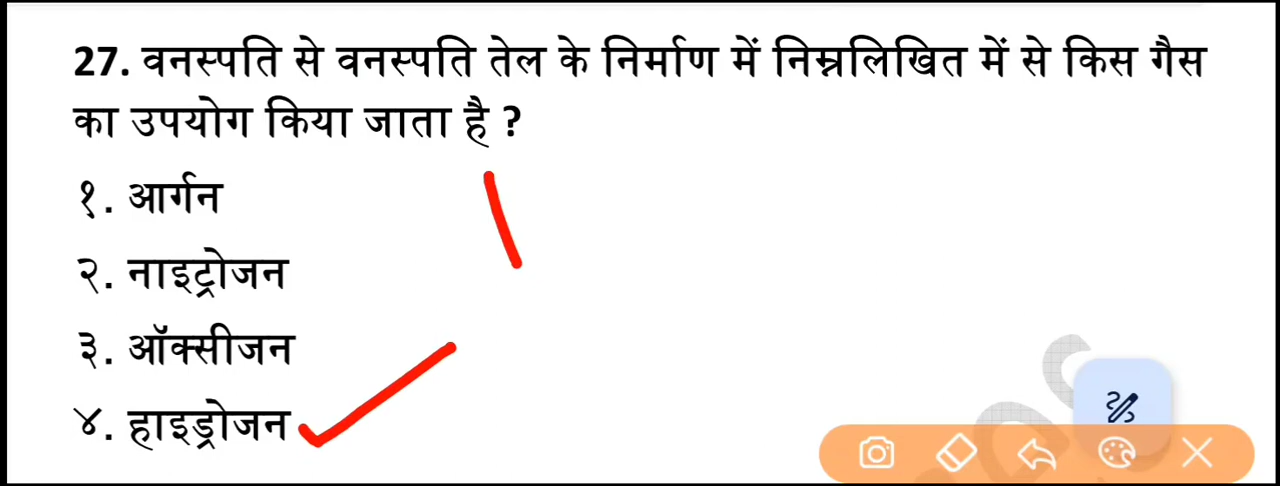 27. वनस्पति से वनस्पति तेल के निर्माण में निम्नलिखित में से किस गैस
का उपयोग किया जाता है ?
१. आर्गन
२. नाइट्रोजन
३. ऑक्सीजन
४. हाइड्रोजन